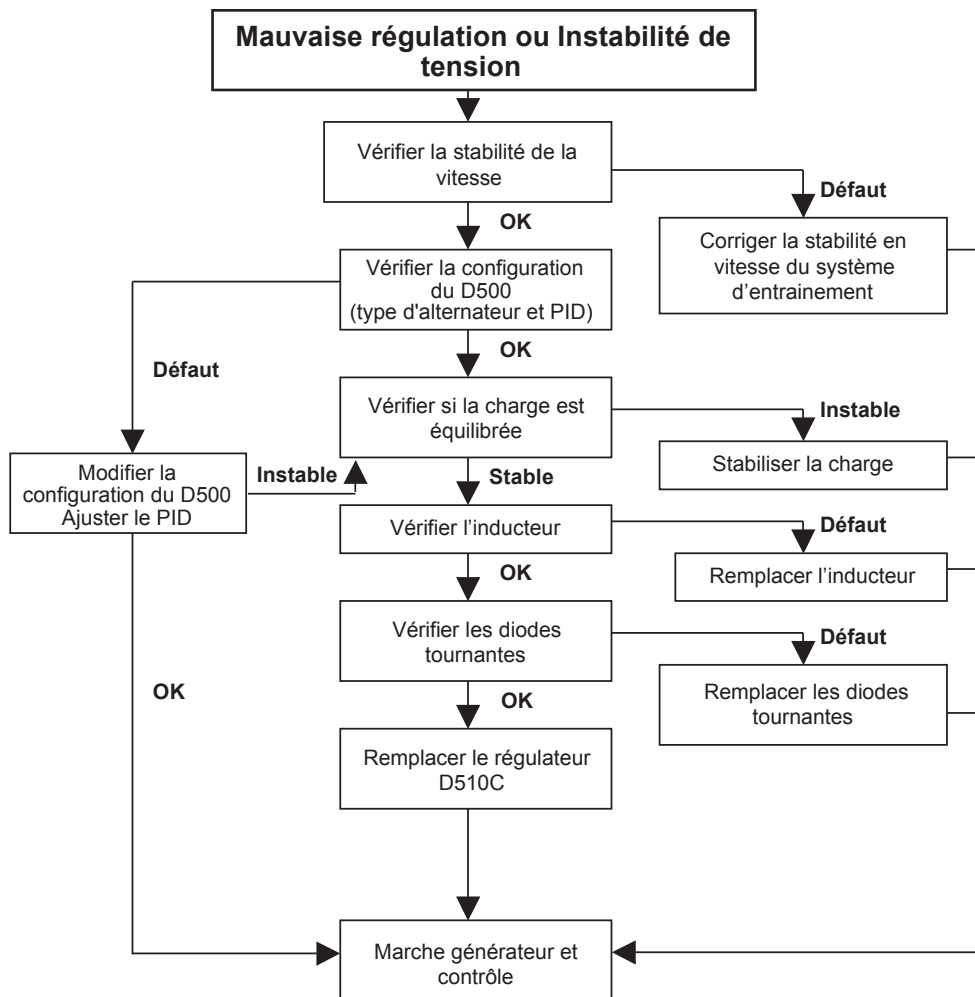 Mauvaise régulation ou Instabilité de
tension
Vérifier la stabilité de la
vitesse
Défaut
OK
Corriger la stabilité en
vitesse du système
d'entrainement
Vérifier la configuration
du D500
(type d'alternateur et PID)
OK
Défaut
Vérifier si la charge est
équilibrée
Instable
Stabiliser la charge
Modifier la
configuration du D500
Ajuster le PID
Instable
Stable
Vérifier l'inducteur
Défaut
OK
Remplacer l'inducteur
Vérifier les diodes
tournantes
Défaut
OK
OK
Remplacer les diodes
tournantes
Remplacer le régulateur
D510C
Marche générateur et
contrôle